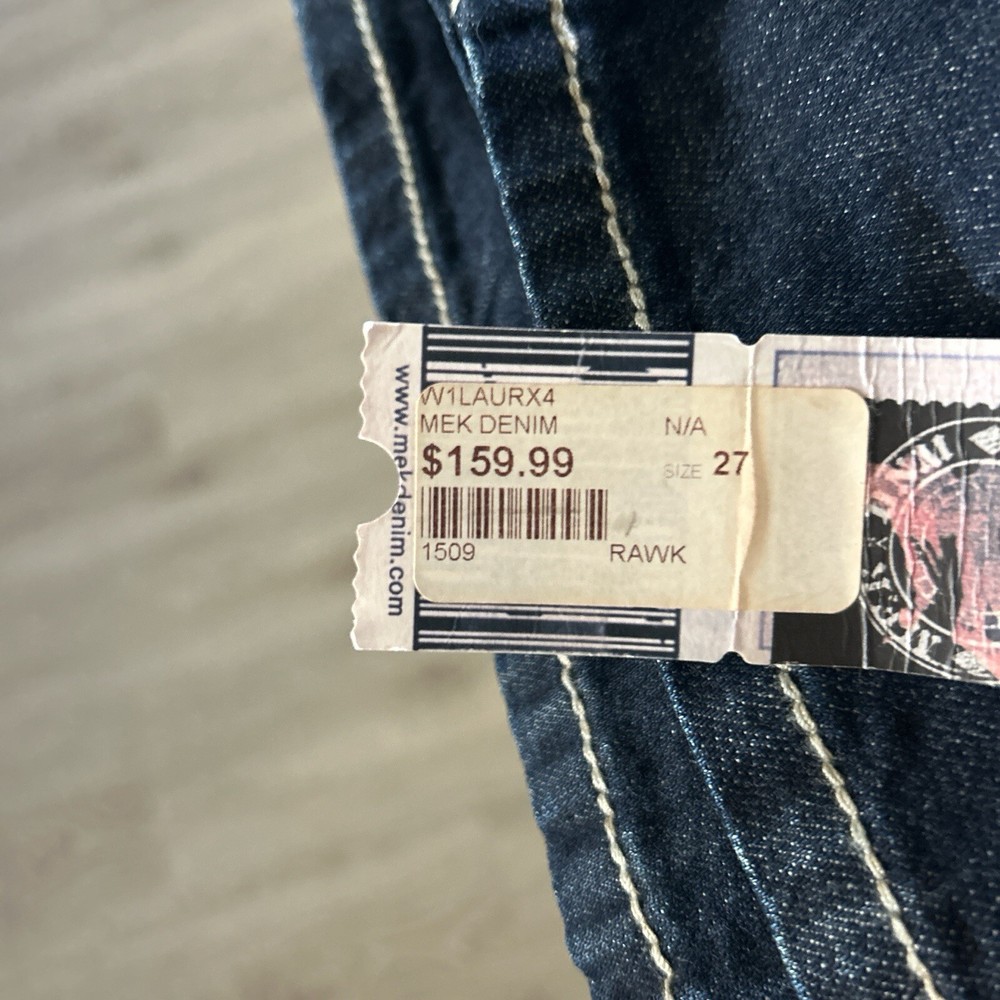 www.mekdenim.com
W1LAURX4
MEK DENIM N/A
$159.99 SIZE 27
1509 RAWK